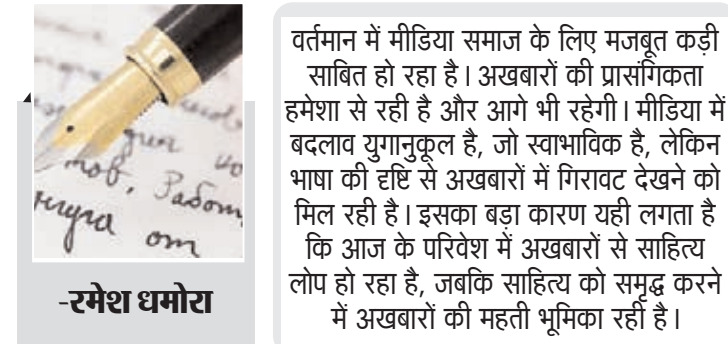 -रमेश धमोरा
वर्तमान में मीडिया समाज के लिए मजबूत कड़ी
साबित हो रहा है। अखबारों की प्रासंगिकता
हमेशा से रही है और आगे भी रहेगी। मीडिया में
बदलाव युगानुकूल है, जो स्वाभाविक है, लेकिन
भाषा की दृष्टि से अखबारों में गिरावट देखने को
मिल रही है। इसका बड़ा कारण यही लगता है
कि आज के परिवेश में अखबारों से साहित्य
लोप हो रहा है, जबकि साहित्य को समृद्ध करने
में अखबारों की महती भूमिका रही है।